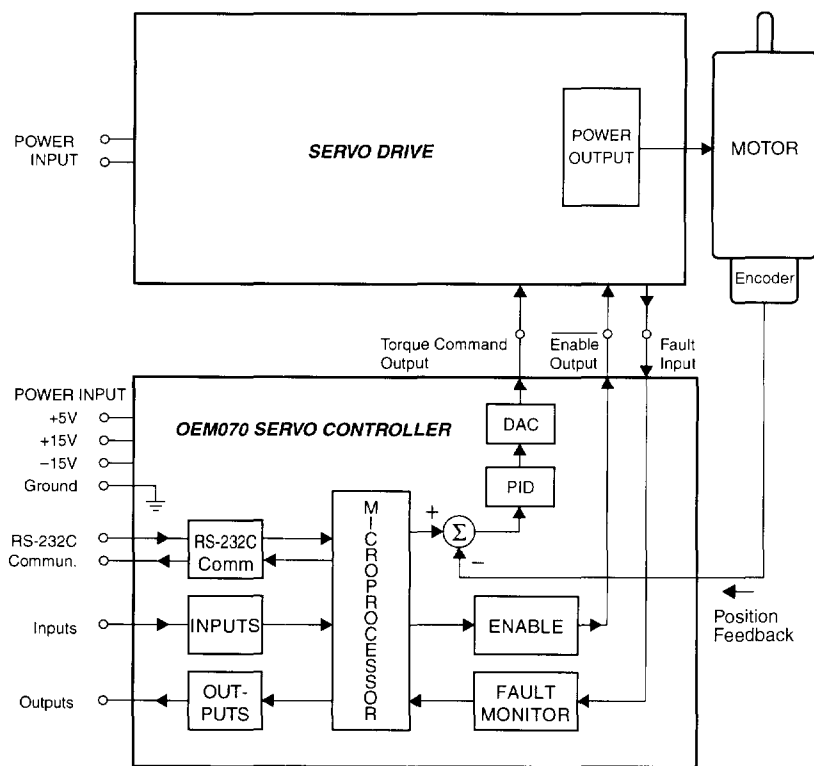 SERVO DRIVE
POWER
INPUT
POWER
OUTPUT
MOTOR
Encoder
Torque Command
Output
Enable
Output
Fault
Input
POWER INPUT
+5V
+15V
−15V
Ground
OEM070 SERVO CONTROLLER
DAC
PID
+
Σ
−
MICROPROCESSOR
RS-232C
Commun.
RS-232C
Comm
Inputs
INPUTS
ENABLE
Position
Feedback
Outputs
OUT-
PUTS
FAULT
MONITOR